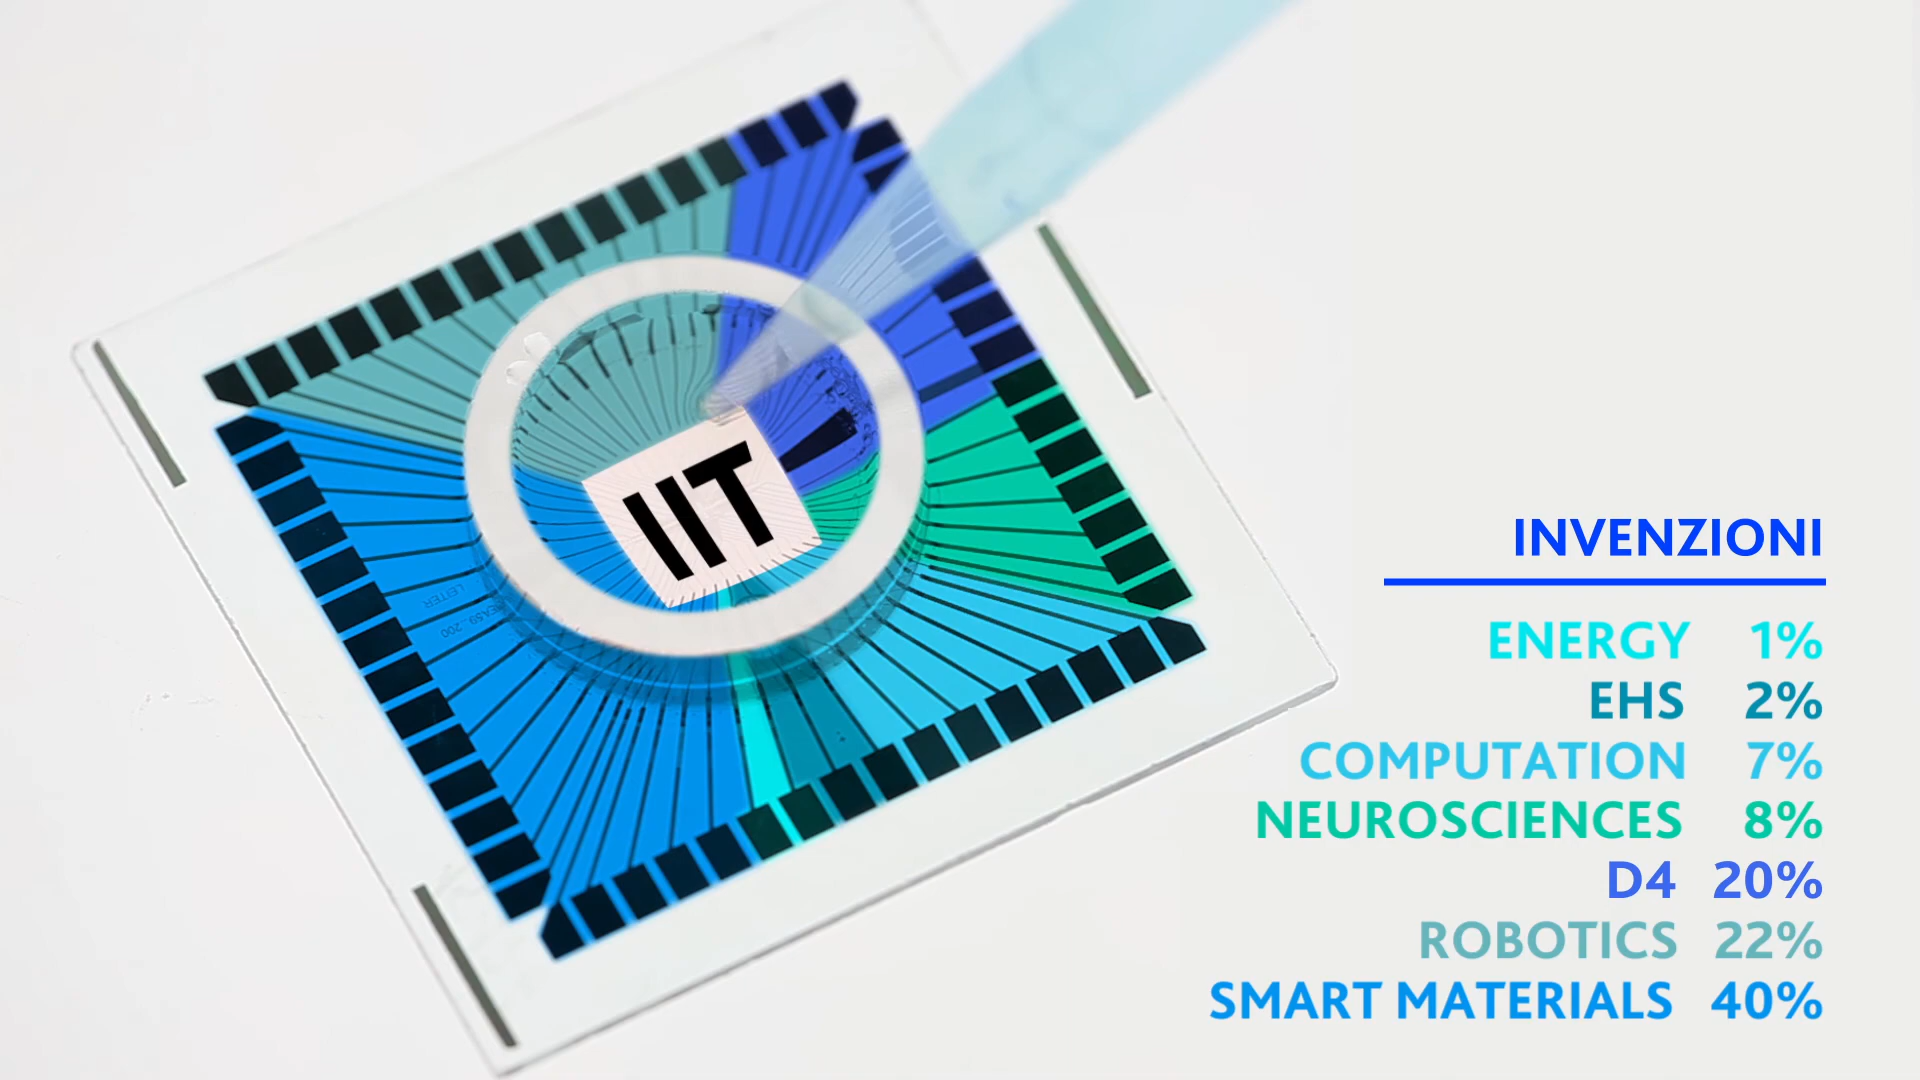 IIT
INVENZIONI
ENERGY 1%
EHS 2%
COMPUTATION 7%
NEUROSCIENCES 8%
D4 20%
ROBOTICS 22%
SMART MATERIALS 40%